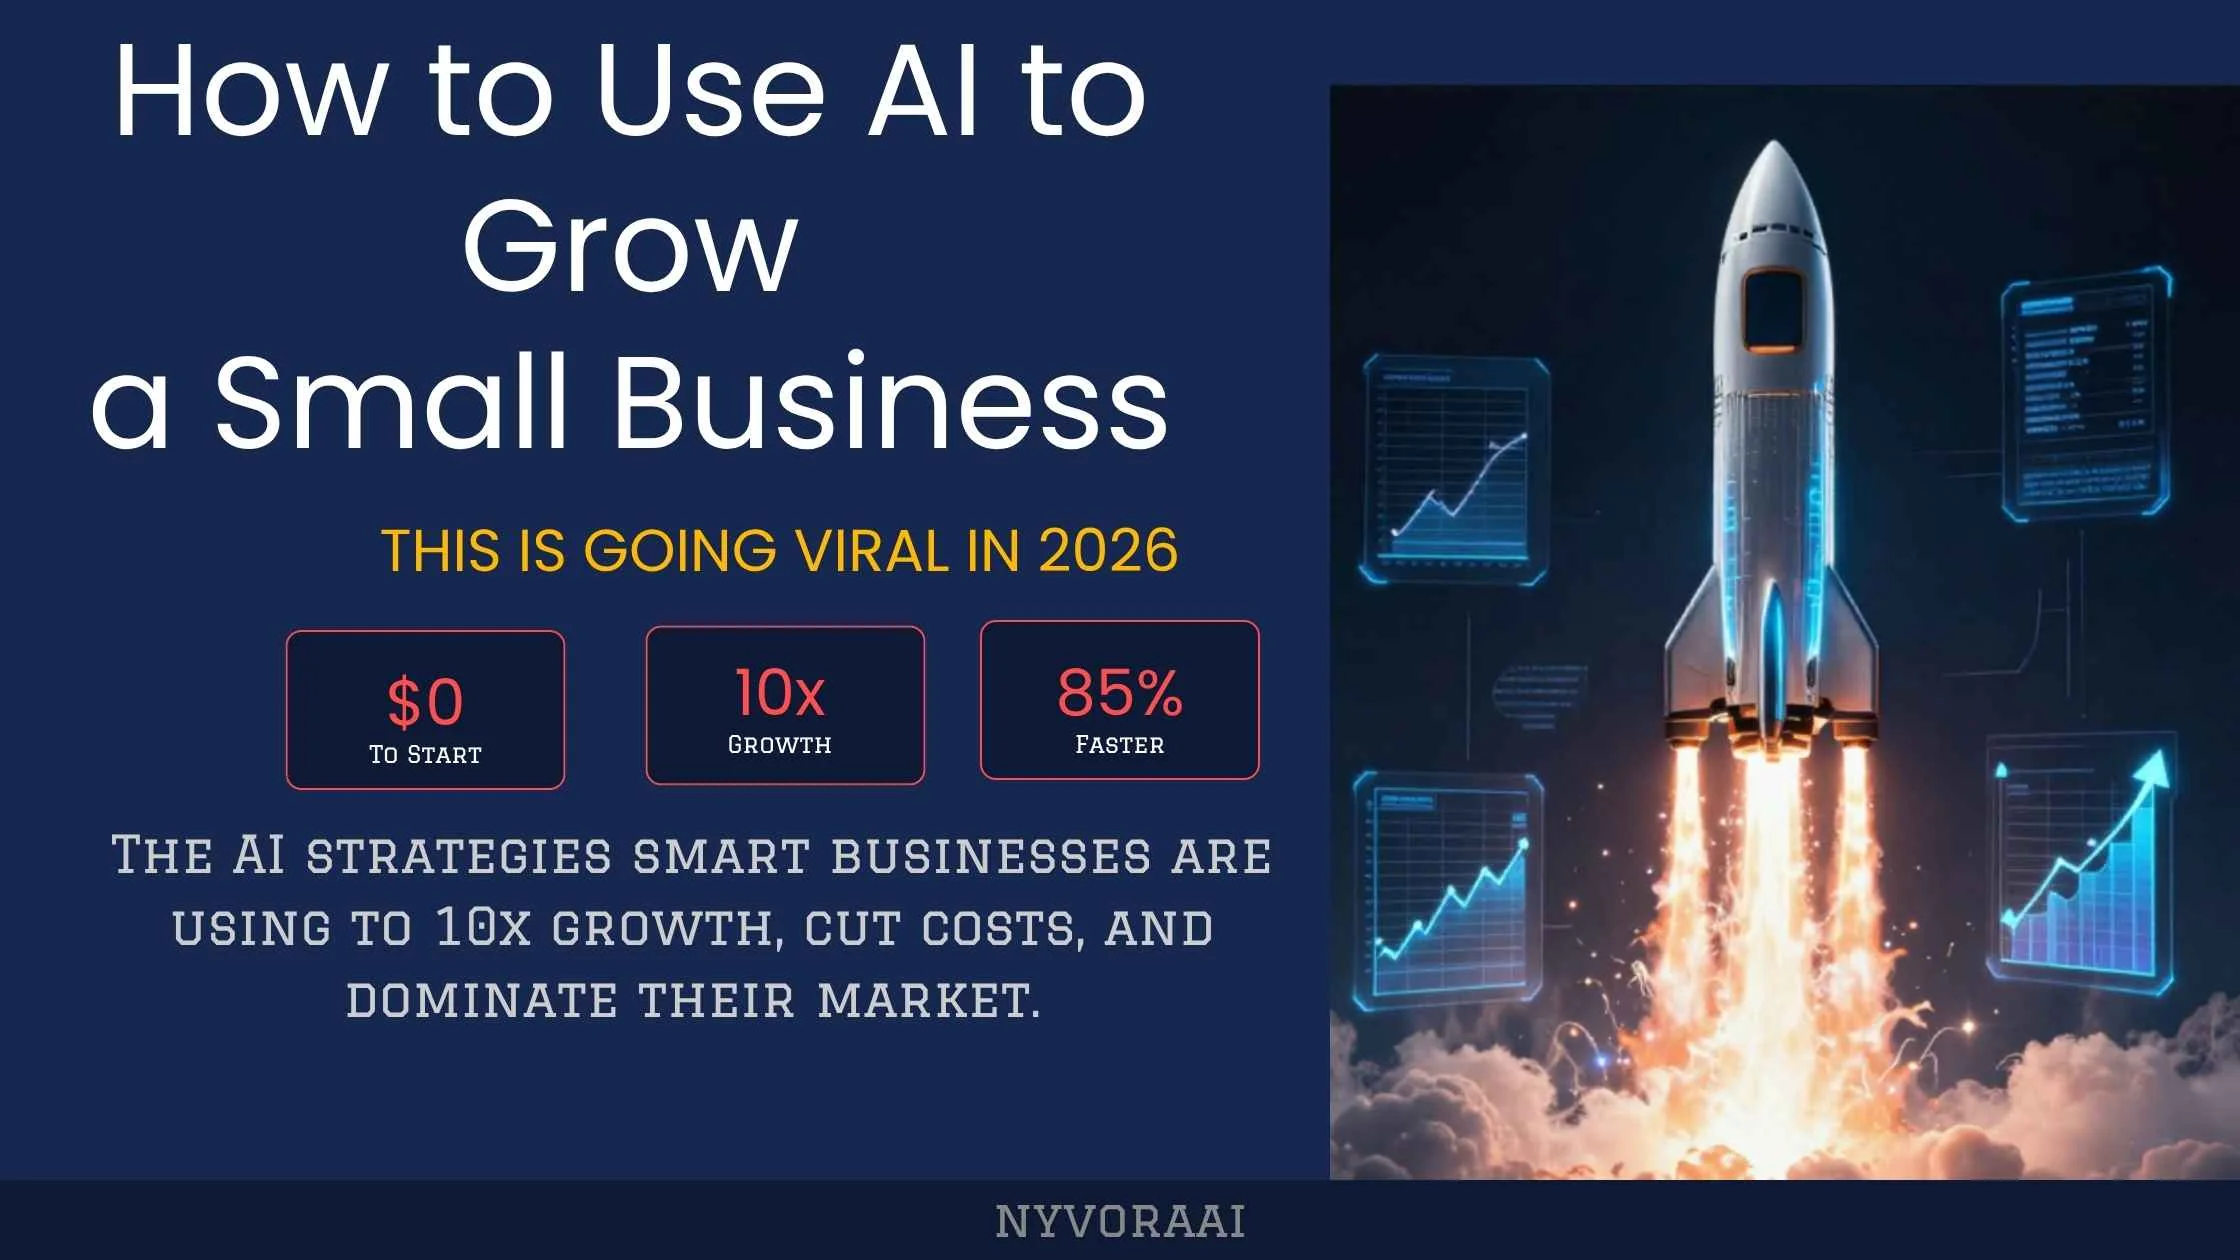 How to Use AI to
Grow
a Small Business
THIS IS GOING VIRAL IN 2026
$0
To Start
10x
Growth
85%
Faster
The AI strategies smart businesses are
using to 10x growth, cut costs, and
dominate their market.
NYVORAAI